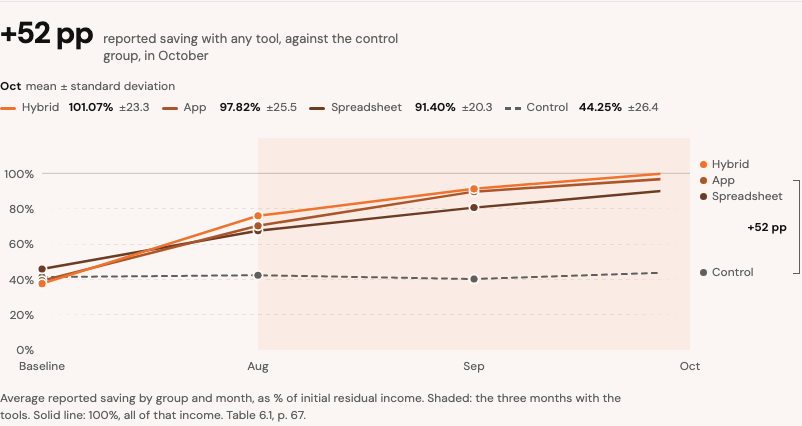 +52 pp reported saving with any tool, against the control
group, in October
Oct mean ± standard deviation
Hybrid 101.07% ±23.3 App 97.82% ±25.5 Spreadsheet 91.40% ±20.3 Control 44.25% ±26.4
100%
80%
60%
40%
20%
0%
Baseline Aug Sep Oct
Hybrid
App
Spreadsheet
+52 pp
Control
Average reported saving by group and month, as % of initial residual income. Shaded: the three months with the
tools. Solid line: 100%, all of that income. Table 6.1, p. 67.